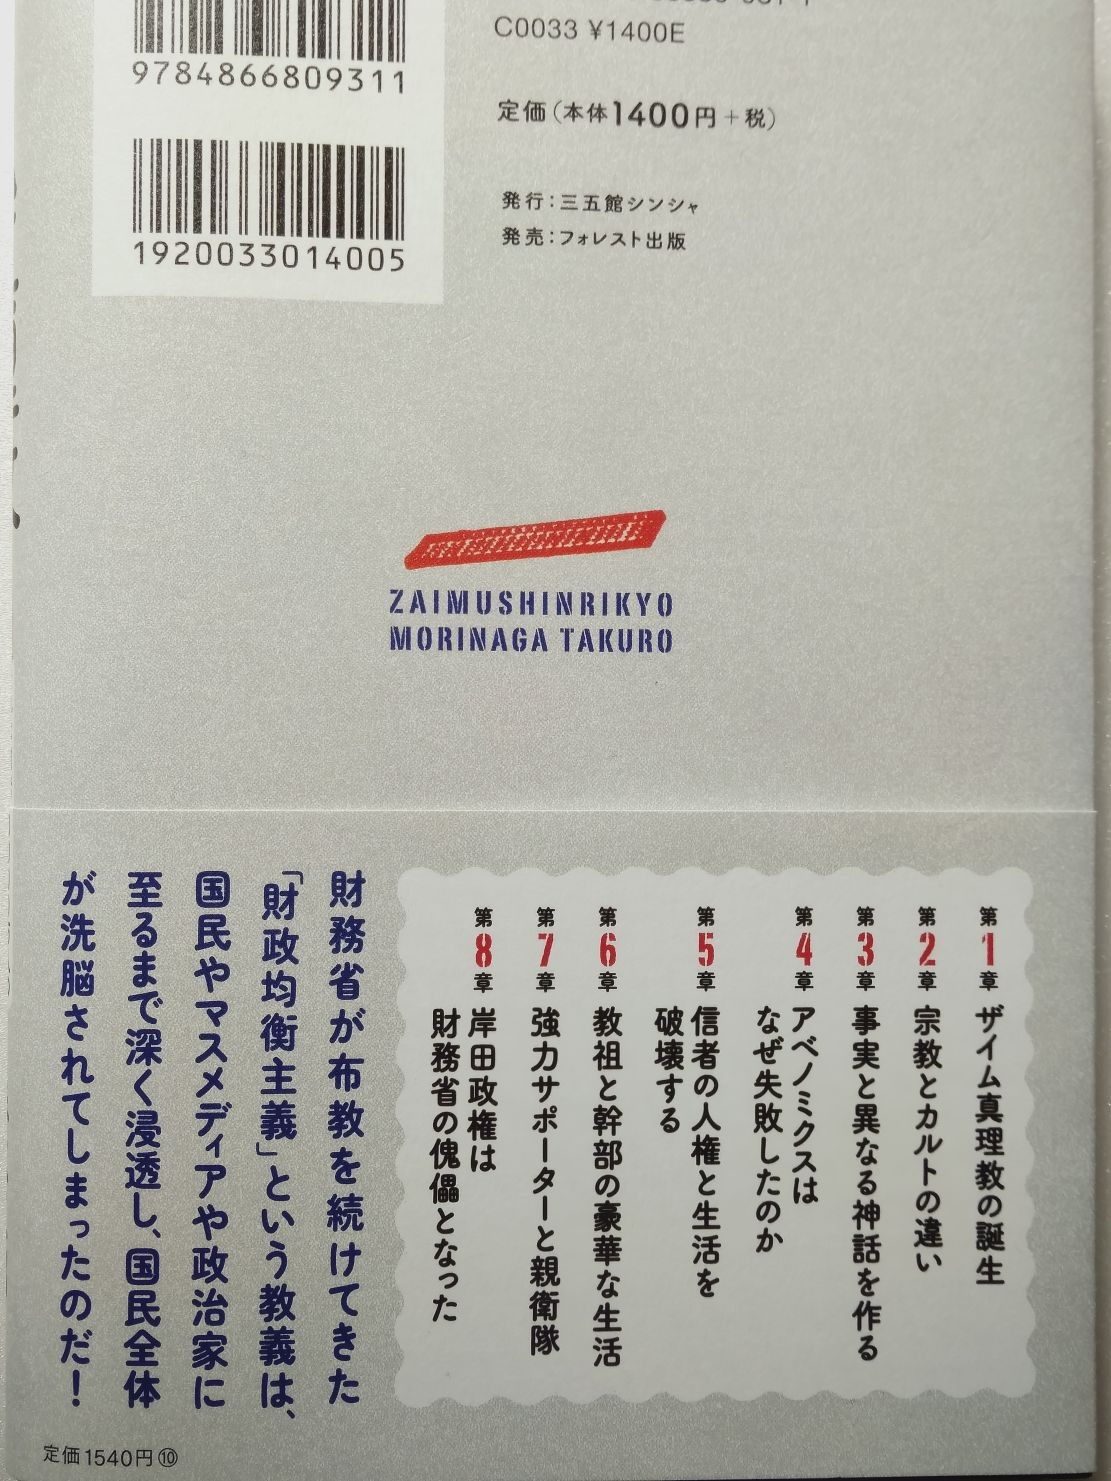 9784866809311
1920033014005
C0033 ¥1400E
定価(本体1400円+税)
発行:三五館シンシャ
発売:フォレスト出版
ZAIMUSHINRIKYO
MORINAGA TAKURO
第1章 ザイム真理教の誕生
第2章 宗教とカルトの違い
第3章 事実と異なる神話を作る
第4章 アベノミクスは
なぜ失敗したのか
第5章 信者の人権と生活を
破壊する
第6章 教祖と幹部の豪華な生活
第7章 強力サポーターと親衛隊
第8章 岸田政権は
財務省の傀儡となった
財務省が布教を続けてきた
「財政均衡主義」という教義は、
国民やマスメディアや政治家に
至るまで深く浸透し、国民全体
が洗脳されてしまったのだ!
定価1540円⑩